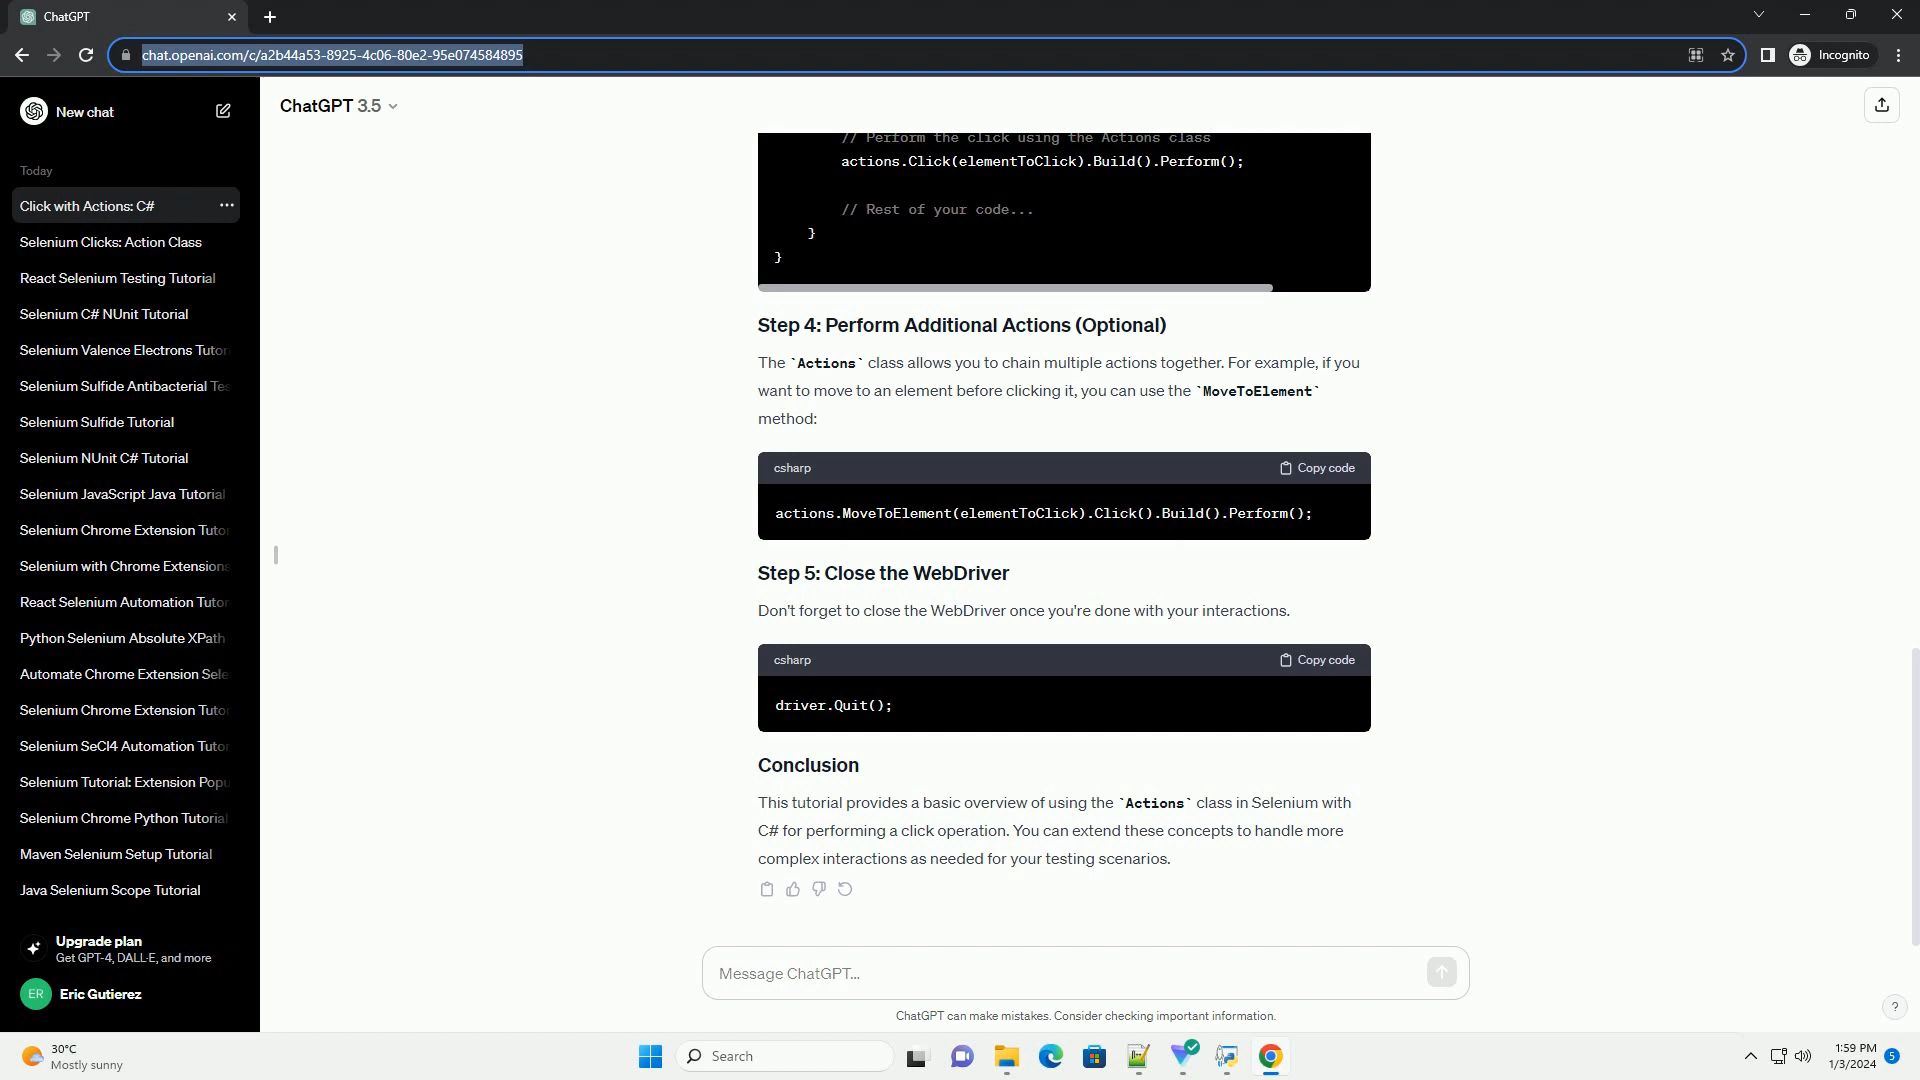 ChatGPT
chat.openai.com/c/a2b44a53-8925-4c06-80e2-95e074584895
Incognito
New chat
Today
Click with Actions: C#
Selenium Clicks: Action Class
React Selenium Testing Tutorial
Selenium C# NUnit Tutorial
Selenium Valence Electrons Tutor
Selenium Sulfide Antibacterial Tes
Selenium Sulfide Tutorial
Selenium NUnit C# Tutorial
Selenium JavaScript Java Tutorial
Selenium Chrome Extension Tutor
Selenium with Chrome Extensions
React Selenium Automation Tutor
Python Selenium Absolute XPath
Automate Chrome Extension Sele
Selenium Chrome Extension Tutor
Selenium SeCl4 Automation Tutor
Selenium Tutorial: Extension Popu
Selenium Chrome Python Tutorial
Maven Selenium Setup Tutorial
Java Selenium Scope Tutorial
Upgrade plan
Get GPT-4, DALL·E, and more
ER
Eric Gutierez
ChatGPT 3.5
// Perform the click using the Actions class
actions.Click(elementToClick).Build().Perform();
// Rest of your code...
}
}
Step 4: Perform Additional Actions (Optional)
The `Actions` class allows you to chain multiple actions together. For example, if you
want to move to an element before clicking it, you can use the `MoveToElement`
method:
csharp
Copy code
actions.MoveToElement(elementToClick).Click().Build().Perform();
Step 5: Close the WebDriver
Don't forget to close the WebDriver once you're done with your interactions.
csharp
Copy code
driver.Quit();
Conclusion
This tutorial provides a basic overview of using the `Actions` class in Selenium with
C# for performing a click operation. You can extend these concepts to handle more
complex interactions as needed for your testing scenarios.
Message ChatGPT...
ChatGPT can make mistakes. Consider checking important information.
?
30°C
Mostly sunny
Search
1:59 PM
1/3/2024
5